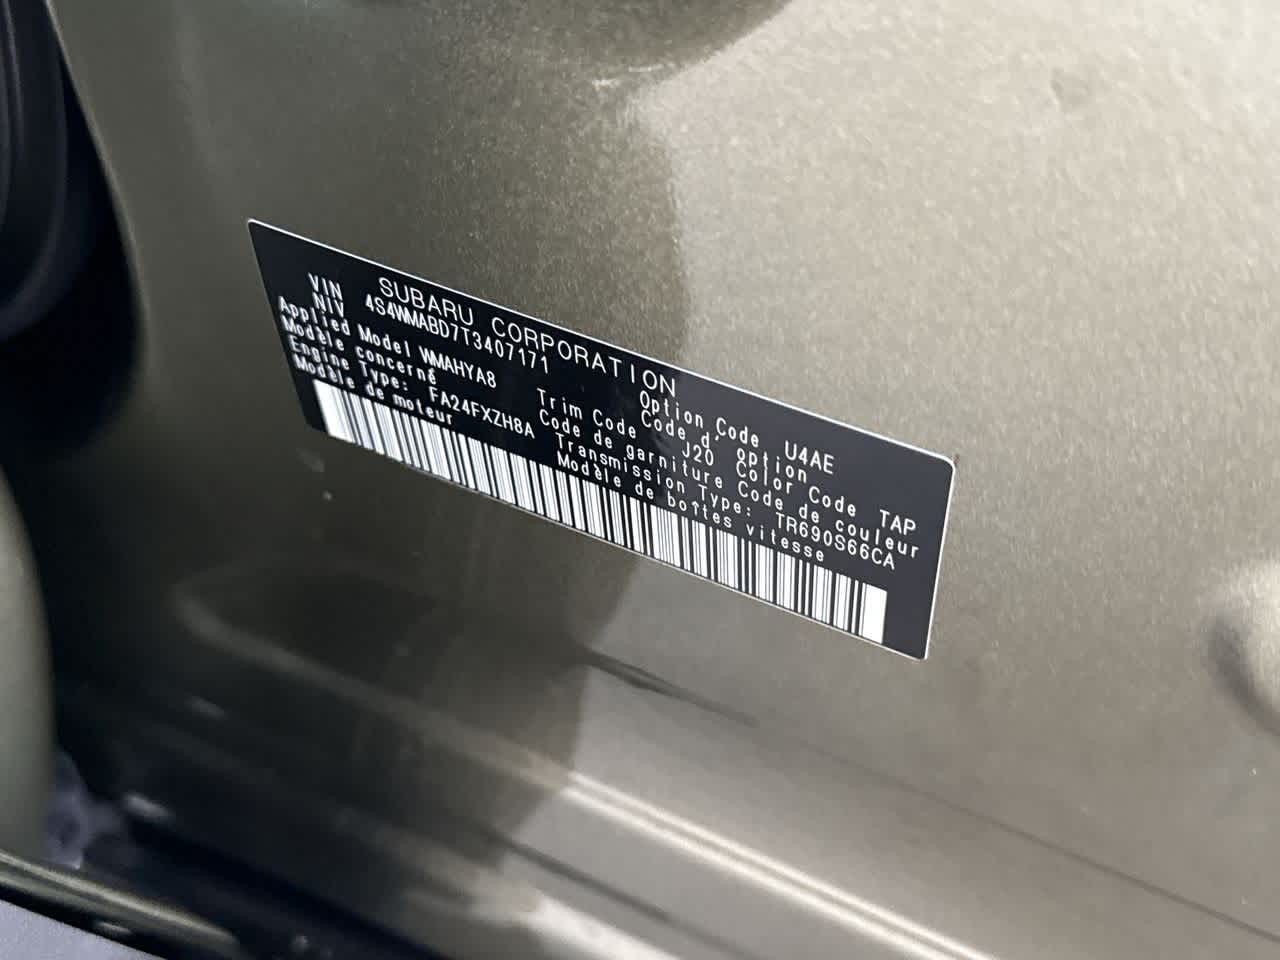 SUBARU CORPORATION
VIN 4S4WMABD7T3407171
NIV
Option Code U4AE
Code d'option
Applied Model WMAHYA8
Modèle concerné
Trim Code J20 Color Code TAP
Code de garniture Code de couleur
Engine Type: FA24FXZH8A
Modèle de moteur
Transmission Type: TR690S66CA
Modèle de boîtes vitesse